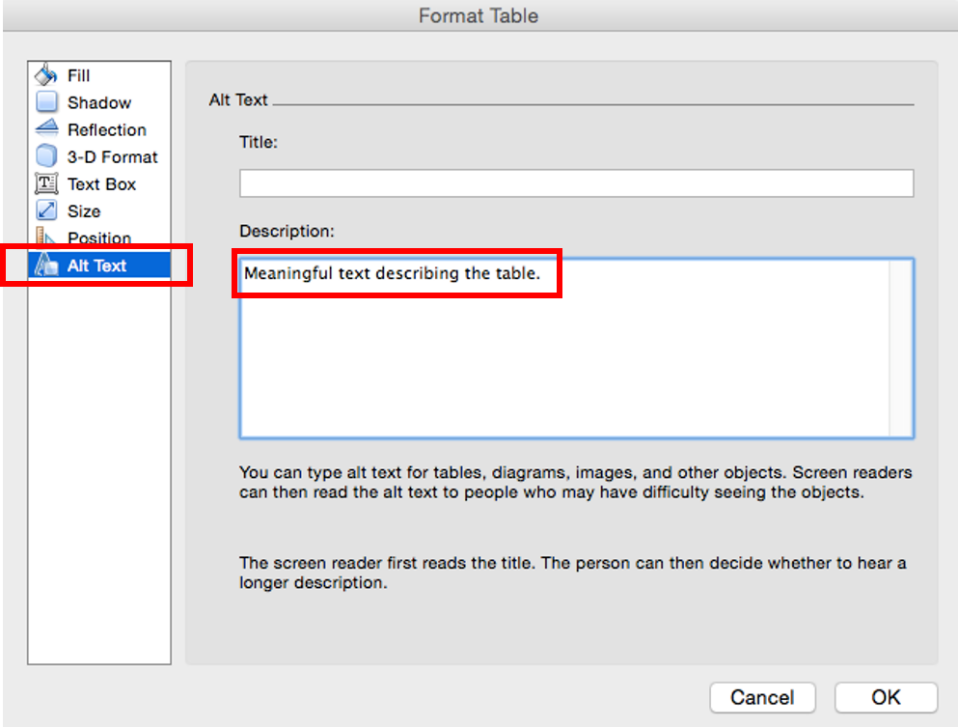 Format Table
Fill
Shadow
Reflection
3-D Format
Text Box
Size
Position
Alt Text
Alt Text
Title:
Description:
Meaningful text describing the table.
You can type alt text for tables, diagrams, images, and other objects. Screen readers
can then read the alt text to people who may have difficulty seeing the objects.
The screen reader first reads the title. The person can then decide whether to hear a
longer description.
Cancel
OK